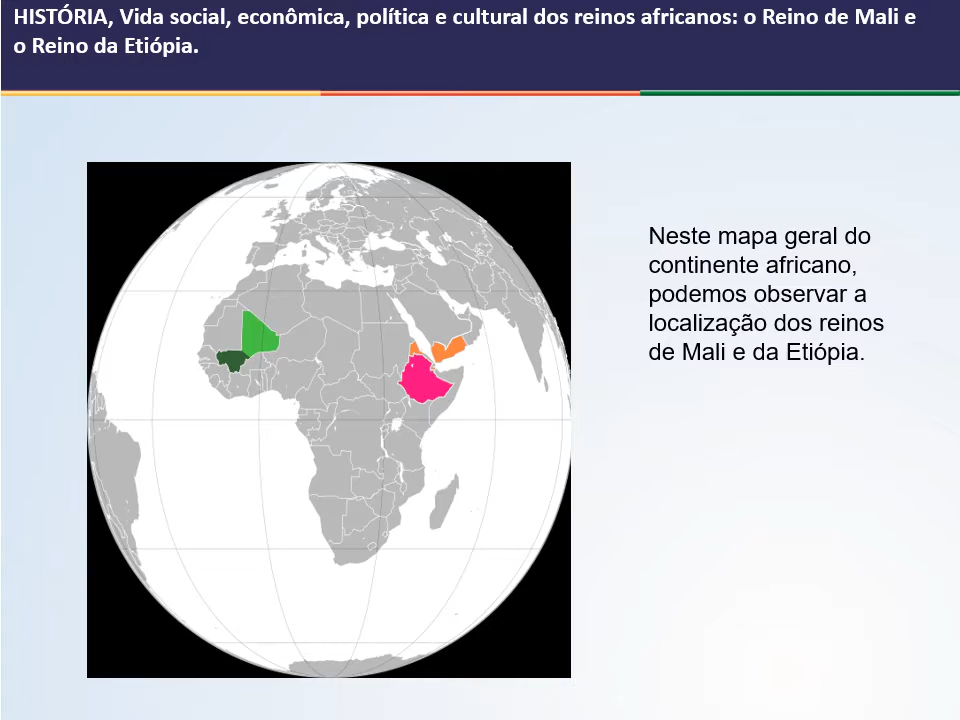 HISTÓRIA, Vida social, econômica, política e cultural dos reinos africanos: o Reino de Mali e
o Reino da Etiópia.
Neste mapa geral do
continente africano,
podemos observar a
localização dos reinos
de Mali e da Etiópia.